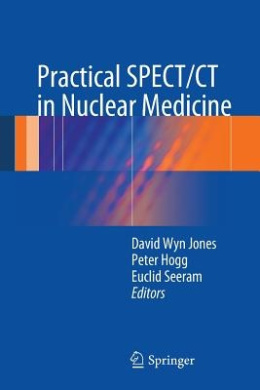 Practical SPECT/CT
in Nuclear Medicine
David Wyn Jones
Peter Hogg
Euclid Seeram
Editors
Springer